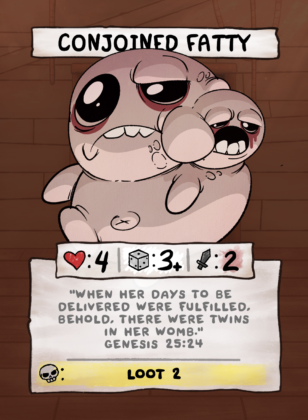 CONJOINED FATTY
:4 :3+ :2
"WHEN HER DAYS TO BE
DELIVERED WERE FULFILLED,
BEHOLD, THERE WERE TWINS
IN HER WOMB."
GENESIS 25:24
: LOOT 2